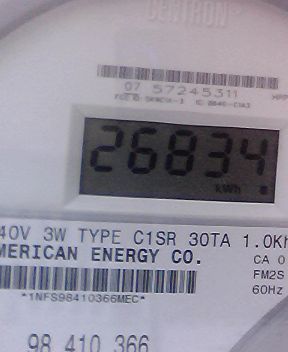 CENTRON
07 57245311
26834
kWh
40V 3W TYPE C1SR 30TA 1.0Kh
MERICAN ENERGY CO.
CA 0
FM2S
60Hz
*1NFS98410366MEC*
98 410 366